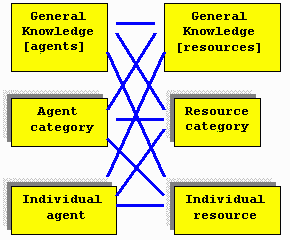 General
Knowledge
[agents]
General
Knowledge
[resources]
Agent
category
Resource
category
Individual
agent
Individual
resource